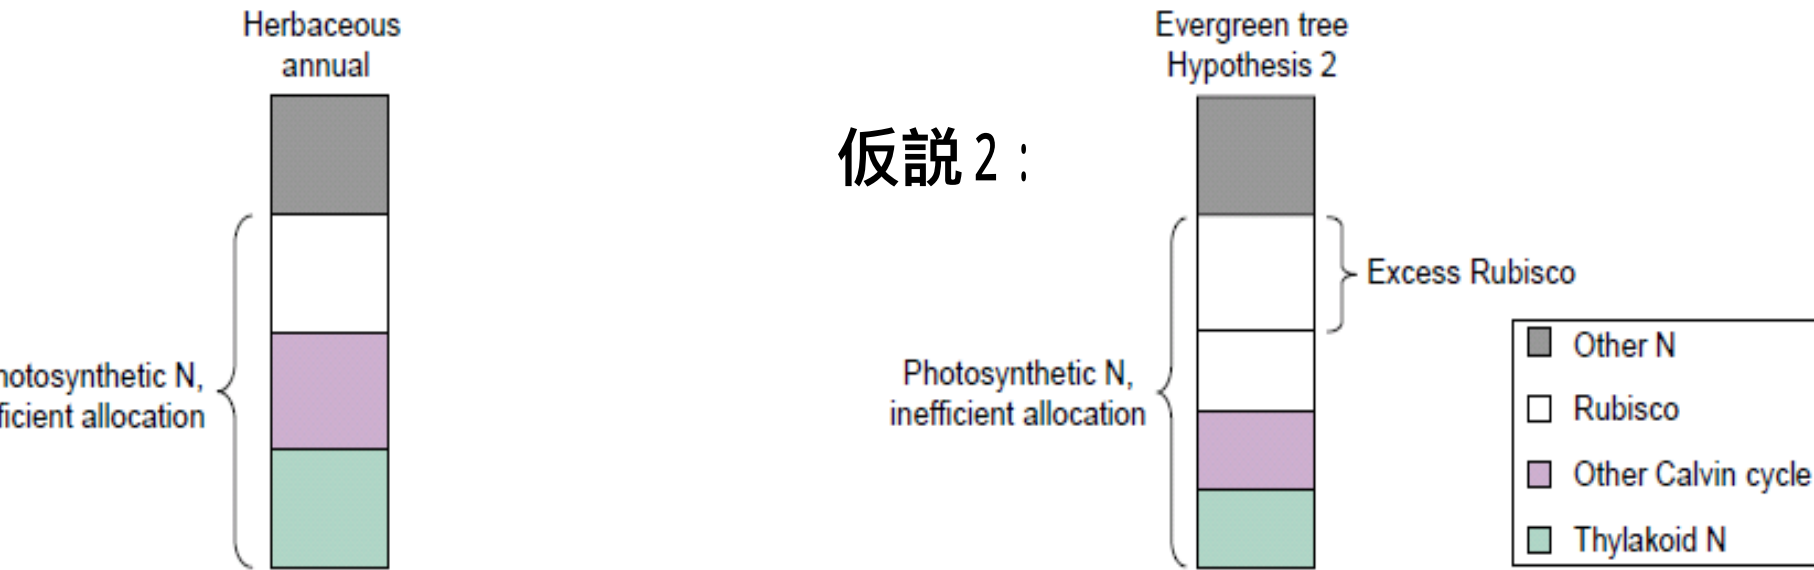 Herbaceous
annual
Evergreen tree
Hypothesis 2
仮説2:
Excess Rubisco
Photosynthetic N,
inefficient allocation
allocation
N,
Other N
Rubisco
Other Calvin cycle
Thylakoid N